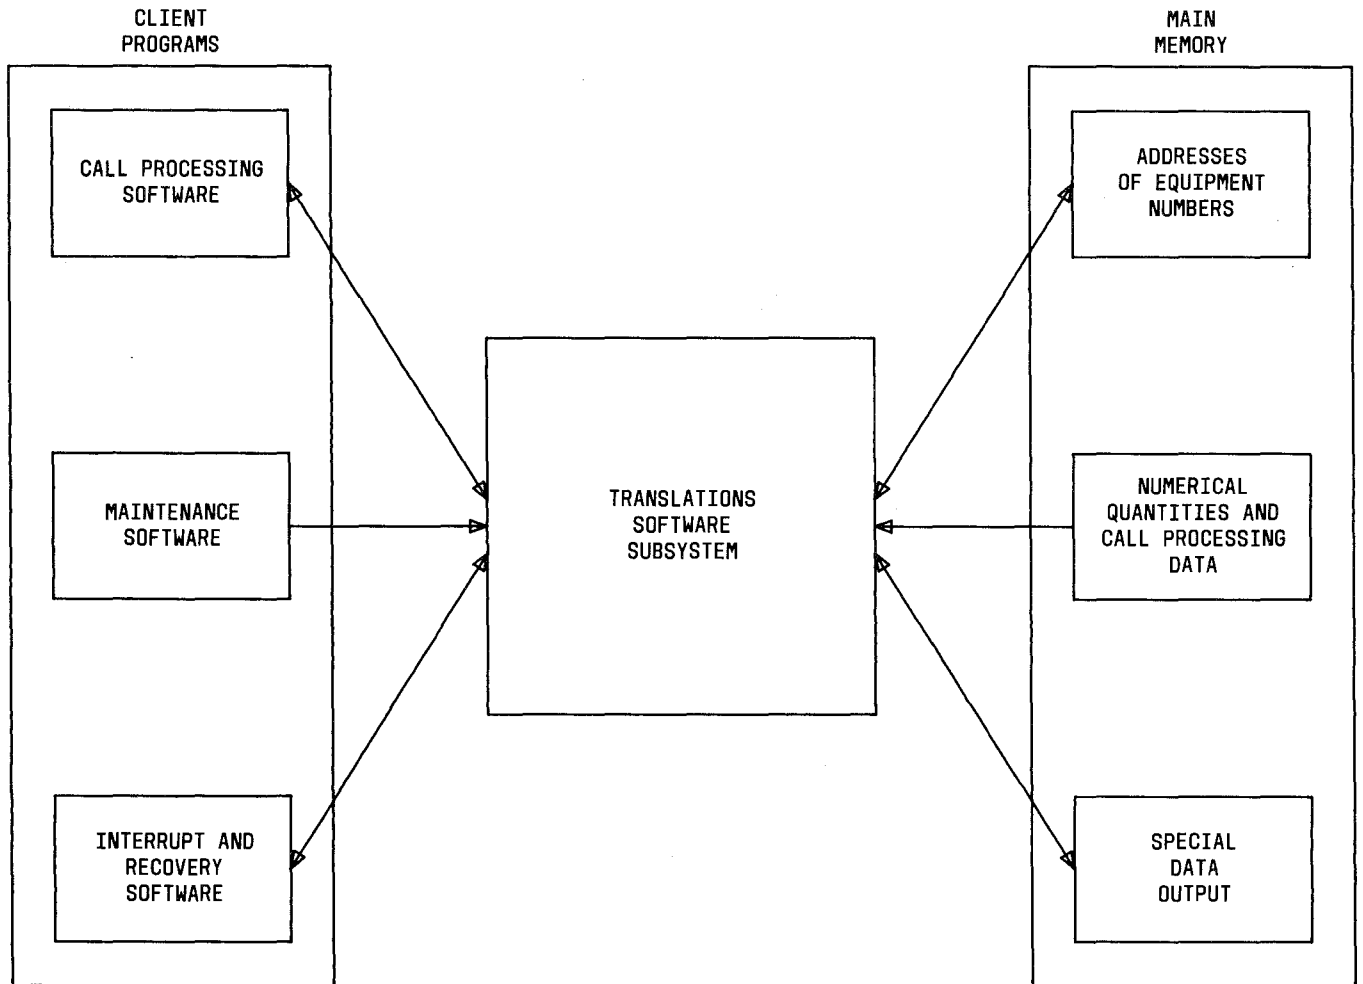 CLIENT
PROGRAMS
MAIN
MEMORY
CALL PROCESSING
SOFTWARE
ADDRESSES
OF EQUIPMENT
NUMBERS
MAINTENANCE
SOFTWARE
TRANSLATIONS
SOFTWARE
SUBSYSTEM
NUMERICAL
QUANTITIES AND
CALL PROCESSING
DATA
INTERRUPT AND
RECOVERY
SOFTWARE
SPECIAL
DATA
OUTPUT